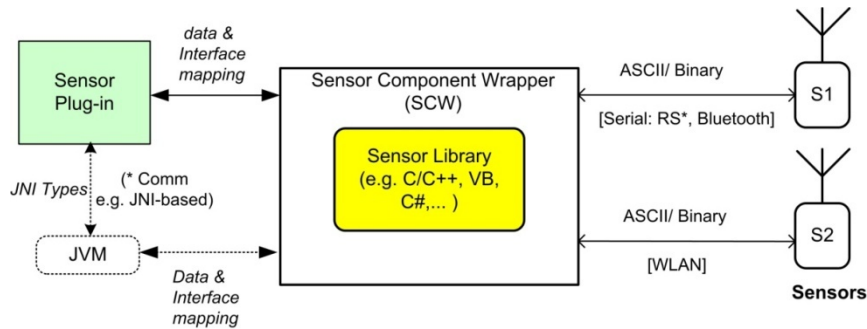 data &
Interface
mapping
Sensor
Plug-in
Sensor Component Wrapper
(SCW)
ASCII/ Binary
S1
[Serial: RS*, Bluetooth]
Sensor Library
(e.g. C/C++, VB,
C#,... )
JNI Types
(* Comm
e.g. JNI-based)
ASCII/ Binary
S2
JVM
[WLAN]
Data &
Interface
mapping
Sensors